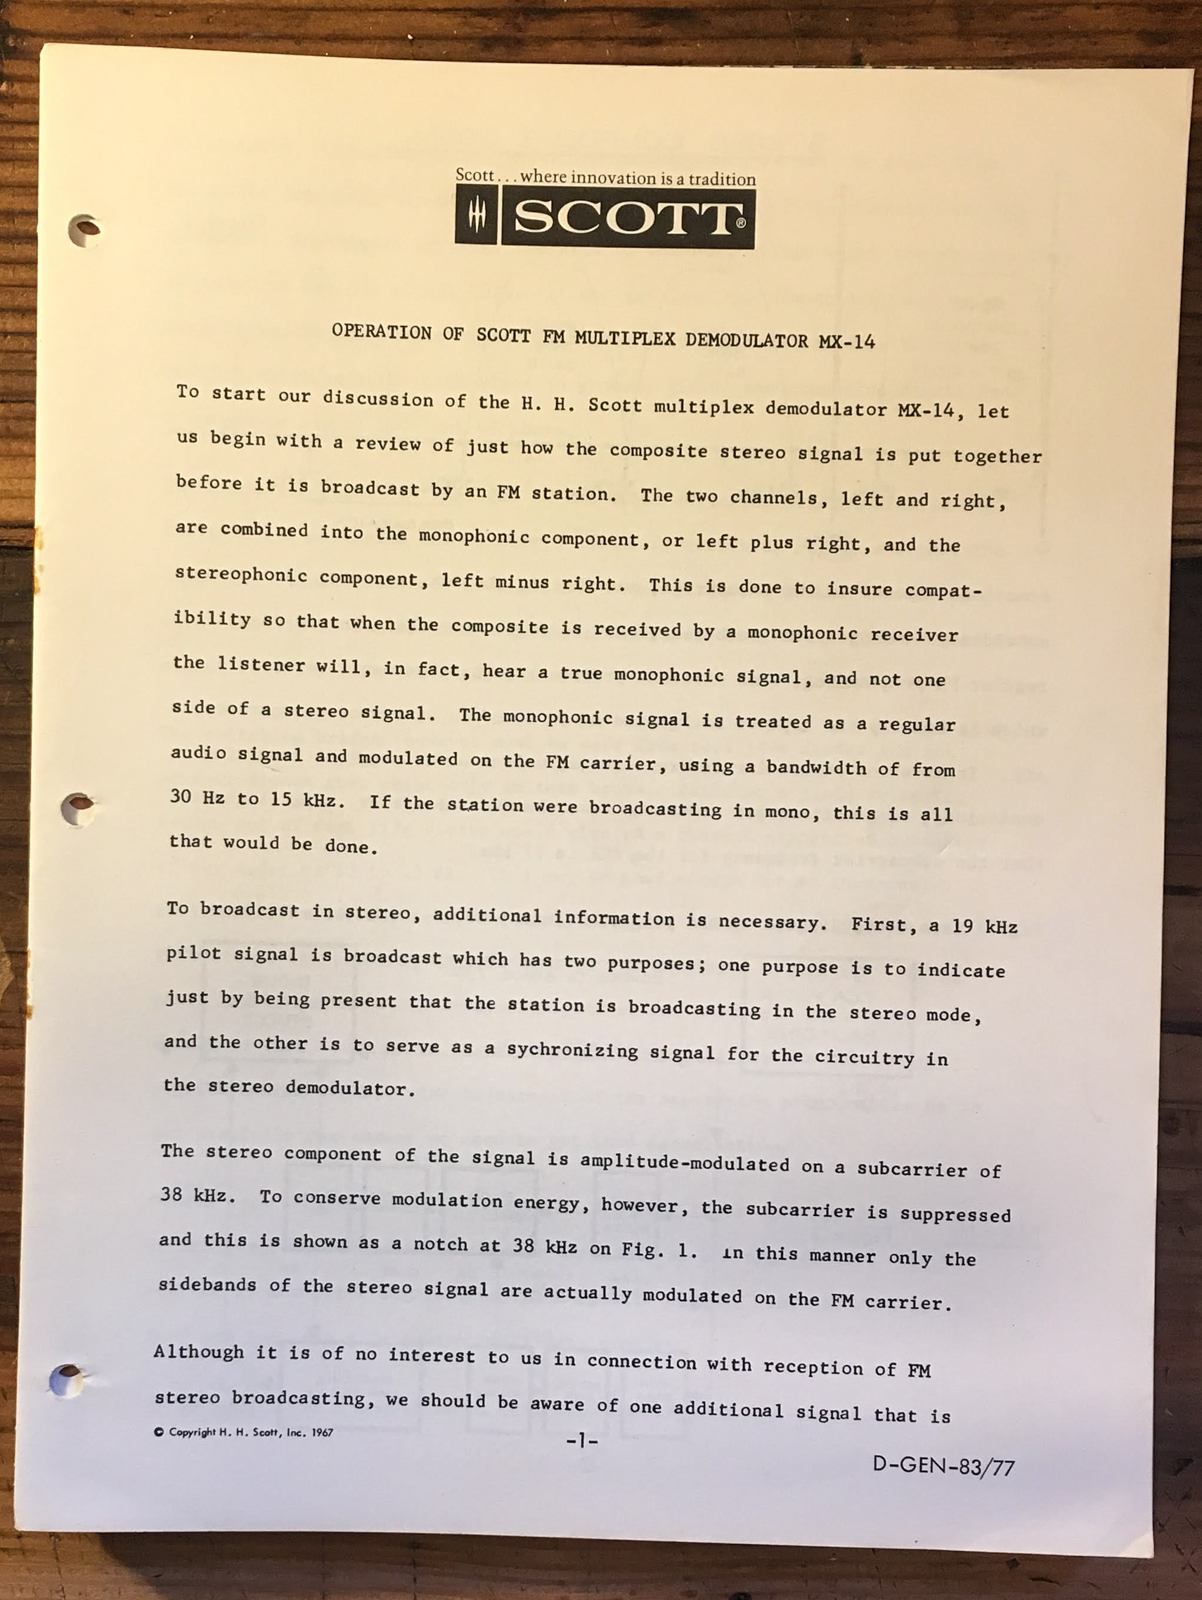 Scott...where innovation is a tradition
SCOTT®
OPERATION OF SCOTT FM MULTIPLEX DEMODULATOR MX-14
To start our discussion of the H. H. Scott multiplex demodulator MX-14, let
us begin with a review of just how the composite stereo signal is put together
before it is broadcast by an FM station. The two channels, left and right,
are combined into the monophonic component, or left plus right, and the
stereophonic component, left minus right. This is done to insure compat-
ibility so that when the composite is received by a monophonic receiver
the listener will, in fact, hear a true monophonic signal, and not one
side of a stereo signal. The monophonic signal is treated as a regular
audio signal and modulated on the FM carrier, using a bandwidth of from
30 Hz to 15 kHz. If the station were broadcasting in mono, this is all
that would be done.
To broadcast in stereo, additional information is necessary. First, a 19 kHz
pilot signal is broadcast which has two purposes; one purpose is to indicate
just by being present that the station is broadcasting in the stereo mode,
and the other is to serve as a sychronizing signal for the circuitry in
the stereo demodulator.
The stereo component of the signal is amplitude-modulated on a subcarrier of
38 kHz. To conserve modulation energy, however, the subcarrier is suppressed
and this is shown as a notch at 38 kHz on Fig. 1. In this manner only the
sidebands of the stereo signal are actually modulated on the FM carrier.
Although it is of no interest to us in connection with reception of FM
stereo broadcasting, we should be aware of one additional signal that is
© Copyright H. H. Scott, Inc. 1967
-1-
D-GEN-83/77